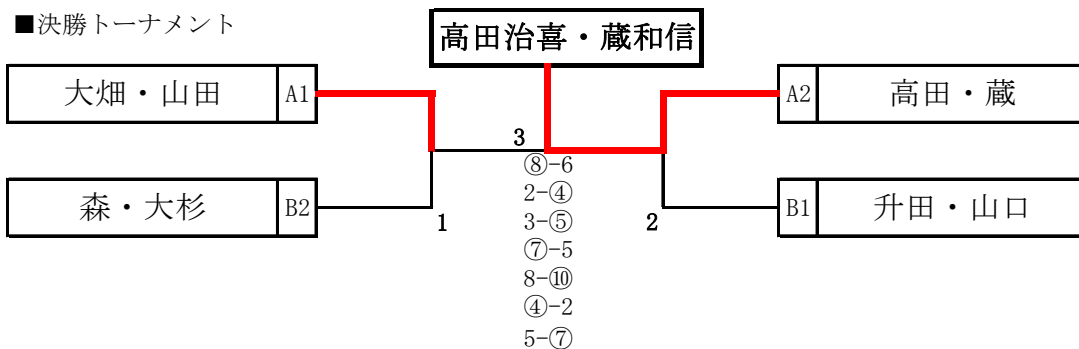 ■決勝トーナメント
高田治喜・蔵和信
大畑・山田 A1
A2 高田・蔵
3
⑧-6
2-④
森・大杉 B2
B1 升田・山口
1
3-⑤
2
⑦-5
8-⑩
④-2
5-⑦